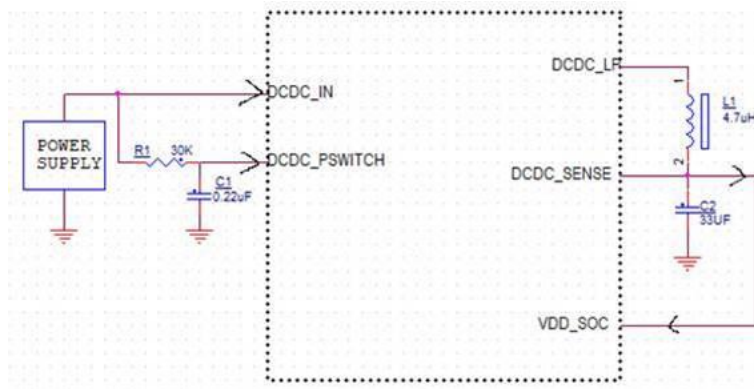 DCDC_LP
1
DCDC_IN
L1
4.7uH
POWER
SUPPLY
R1 30K
DCDC_PSWITCH
2
DCDC_SENSE
C1
0.22uF
C2
33UF
VDD_SOC